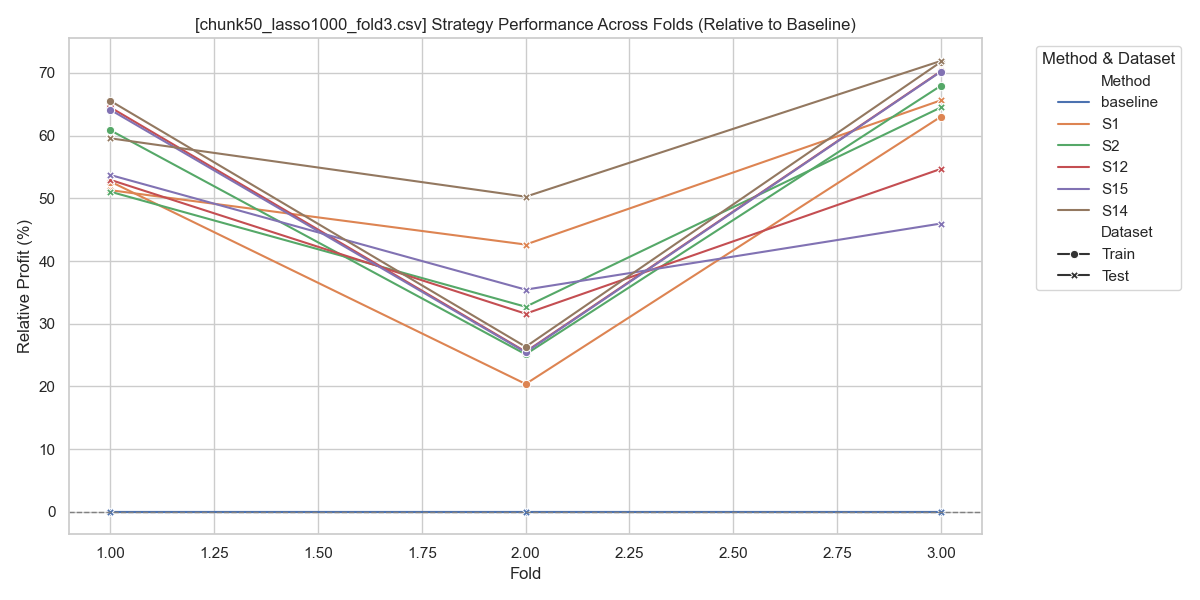 [chunk50_lasso1000_fold3.csv] Strategy Performance Across Folds (Relative to Baseline)
Relative Profit (%)
70
60
50
40
30
20
10
0
1.00
1.25
1.50
1.75
2.00
2.25
2.50
2.75
3.00
Fold
Method & Dataset
Method
baseline
S1
S2
S12
S15
S14
Dataset
Train
Test